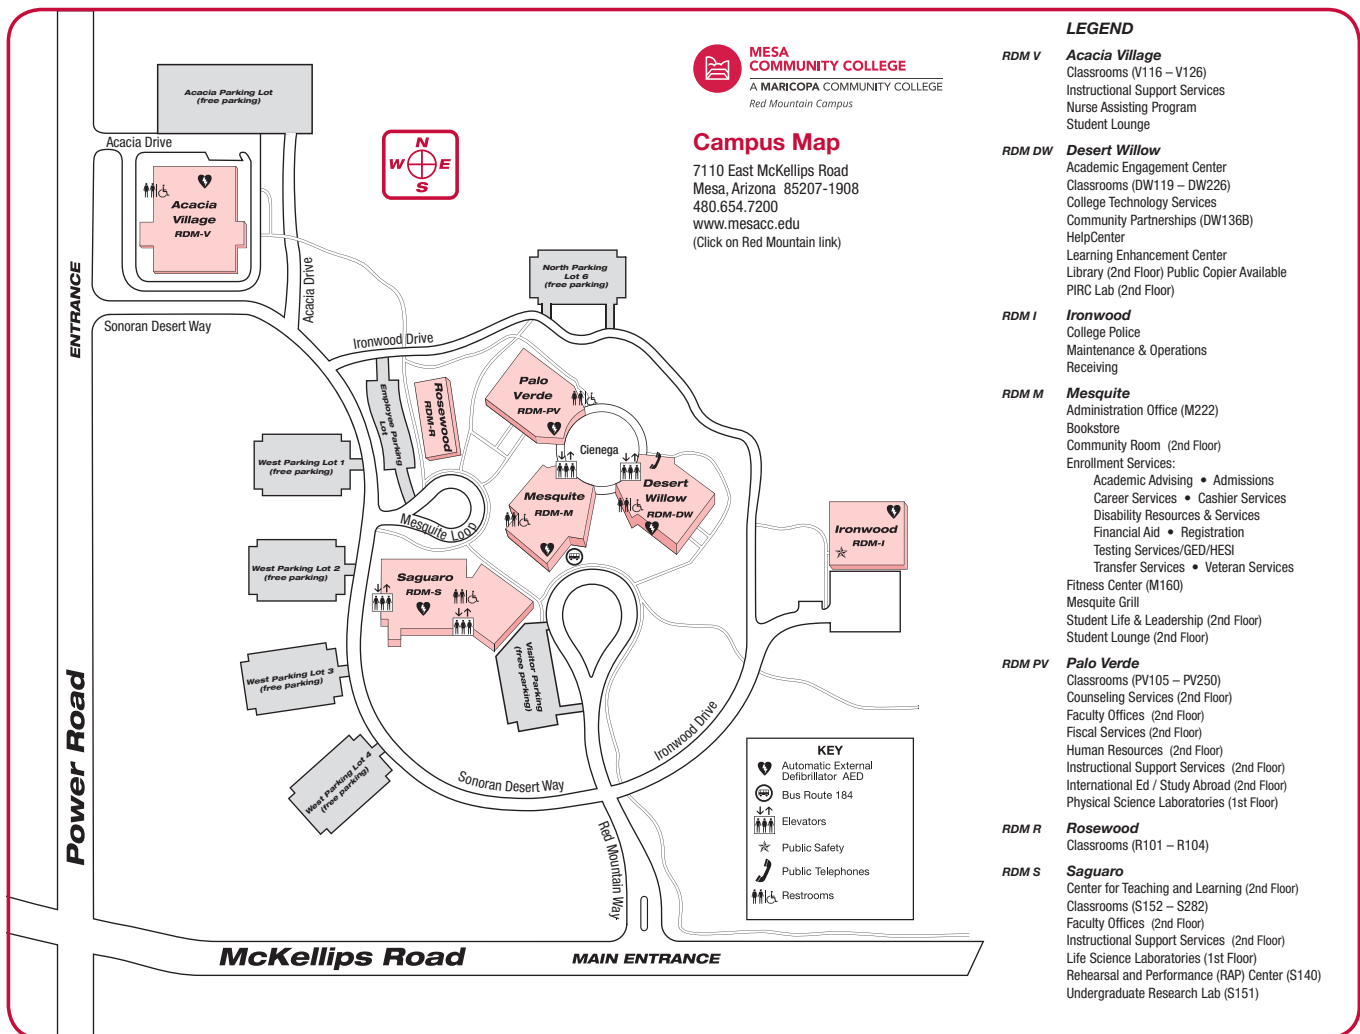 MESA
COMMUNITY COLLEGE
A MARICOPA COMMUNITY COLLEGE
Red Mountain Campus
Campus Map
7110 East McKellips Road
Mesa, Arizona 85207-1908
480.654.7200
www.mesacc.edu
(Click on Red Mountain link)
N
W E
S
Acacia Parking Lot
(free parking)
Acacia Drive
Acacia
Village
RDM-V
ENTRANCE
Sonoran Desert Way
Acacia Drive
Ironwood Drive
North Parking
Lot 6
(free parking)
Employee Parking
Lot
Rosewood
RDM-R
Palo
Verde
RDM-PV
Cienega
West Parking Lot 1
(free parking)
Mesquite Loop
Mesquite
RDM-M
Desert
Willow
RDM-DW
Ironwood
RDM-I
West Parking Lot 2
(free parking)
Saguaro
RDM-S
Visitor Parking
(free parking)
West Parking Lot 3
(free parking)
West Parking Lot 4
(free parking)
Sonoran Desert Way
Ironwood Drive
Red Mountain Way
Power Road
McKellips Road
MAIN ENTRANCE
KEY
Automatic External
Defibrillator AED
Bus Route 184
Elevators
Public Safety
Public Telephones
Restrooms
LEGEND
RDM V Acacia Village
Classrooms (V116 – V126)
Instructional Support Services
Nurse Assisting Program
Student Lounge
RDM DW Desert Willow
Academic Engagement Center
Classrooms (DW119 – DW226)
College Technology Services
Community Partnerships (DW136B)
HelpCenter
Learning Enhancement Center
Library (2nd Floor) Public Copier Available
PIRC Lab (2nd Floor)
RDM I Ironwood
College Police
Maintenance & Operations
Receiving
RDM M Mesquite
Administration Office (M222)
Bookstore
Community Room (2nd Floor)
Enrollment Services:
Academic Advising • Admissions
Career Services • Cashier Services
Disability Resources & Services
Financial Aid • Registration
Testing Services/GED/HESI
Transfer Services • Veteran Services
Fitness Center (M160)
Mesquite Grill
Student Life & Leadership (2nd Floor)
Student Lounge (2nd Floor)
RDM PV Palo Verde
Classrooms (PV105 – PV250)
Counseling Services (2nd Floor)
Faculty Offices (2nd Floor)
Fiscal Services (2nd Floor)
Human Resources (2nd Floor)
Instructional Support Services (2nd Floor)
International Ed / Study Abroad (2nd Floor)
Physical Science Laboratories (1st Floor)
RDM R Rosewood
Classrooms (R101 – R104)
RDM S Saguaro
Center for Teaching and Learning (2nd Floor)
Classrooms (S152 – S282)
Faculty Offices (2nd Floor)
Instructional Support Services (2nd Floor)
Life Science Laboratories (1st Floor)
Rehearsal and Performance (RAP) Center (S140)
Undergraduate Research Lab (S151)